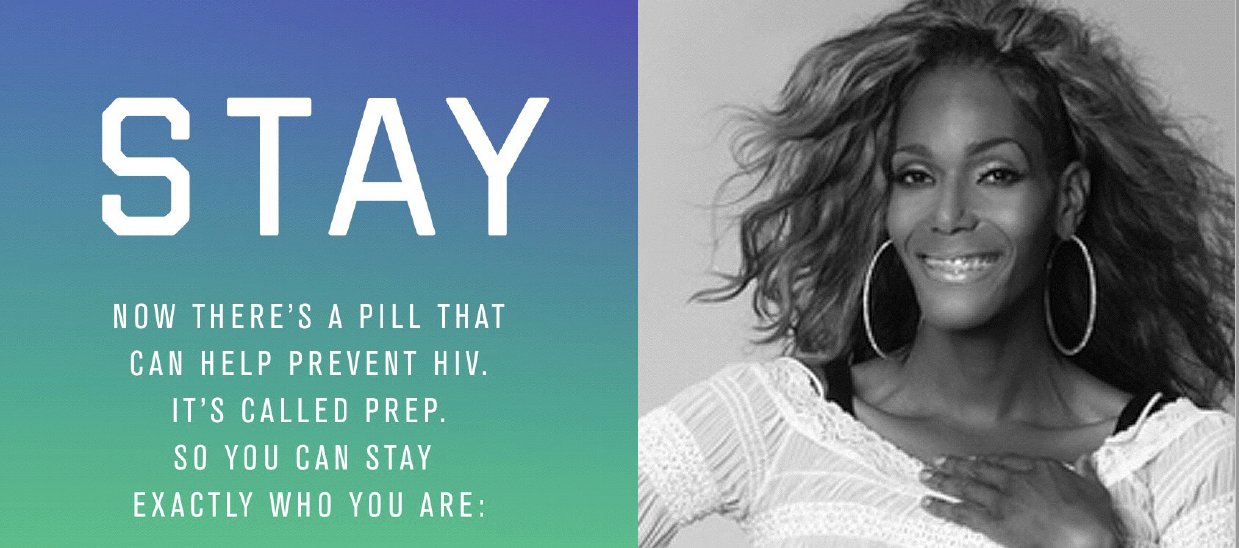 STAY
NOW THERE'S A PILL THAT
CAN HELP PREVENT HIV.
IT'S CALLED PREP.
SO YOU CAN STAY
EXACTLY WHO YOU ARE: